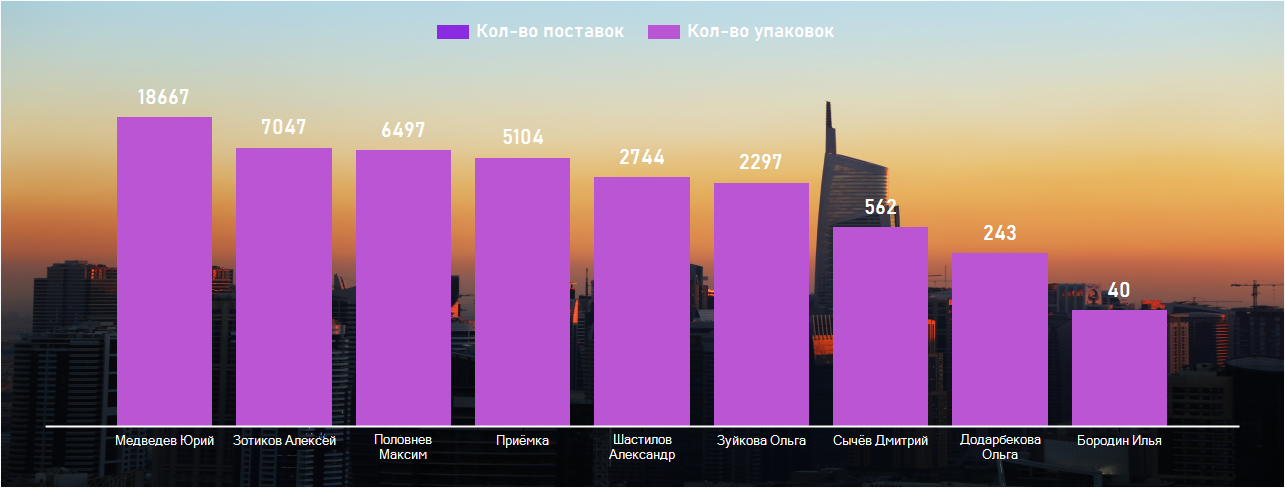 Кол-во поставок Кол-во упаковок
18667
7047
6497
5104
2744
2297
562
243
40
Медведев Юрий
Зотиков Алексей
Половнев
Максим
Приёмка
Шастилов
Александр
Зуйкова Ольга
Сычёв Дмитрий
Додарбекова
Ольга
Бородин Илья